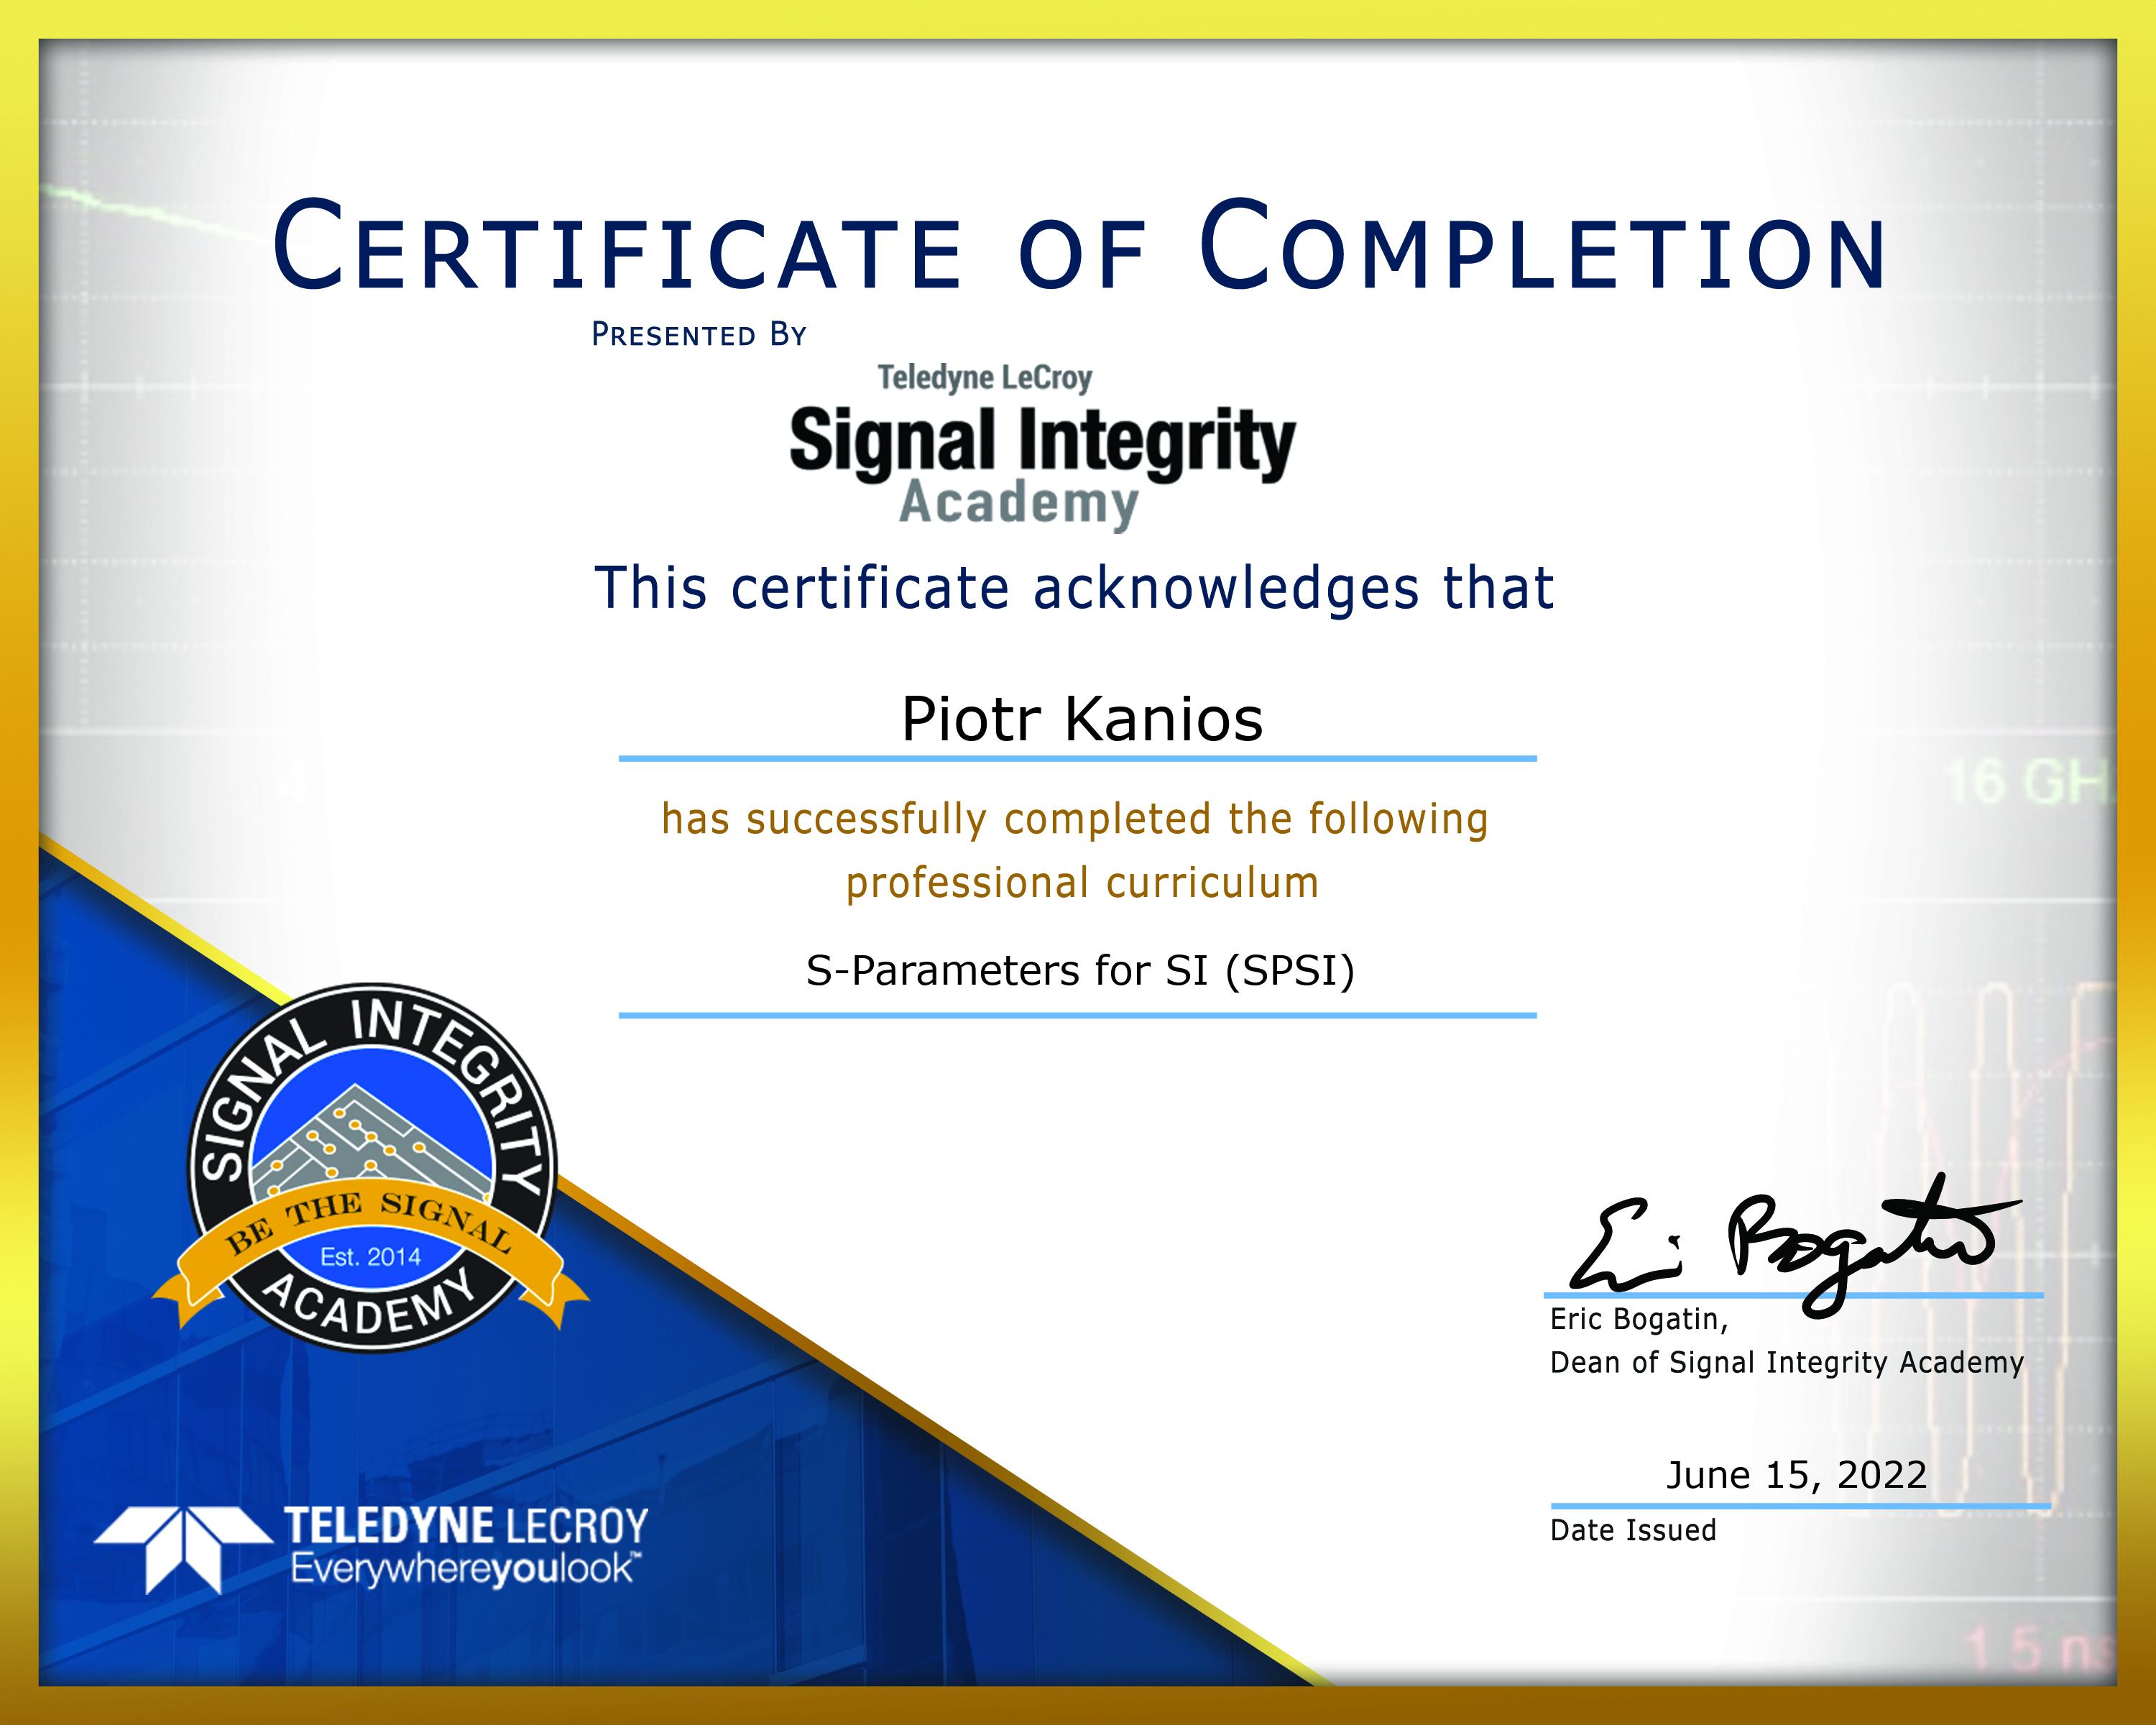 Certificate of Completion
Presented By
Teledyne LeCroy
Signal Integrity
Academy
This certificate acknowledges that
Piotr Kanios
has successfully completed the following
professional curriculum
S-Parameters for SI (SPSI)
16 GH
SIGNAL INTEGRITY
BE THE SIGNAL
Est. 2014
ACADEMY
Eric Bogatin
Eric Bogatin,
Dean of Signal Integrity Academy
June 15, 2022
Date Issued
TELEDYNE LECROY
Everywhereyoulook™
1 5 ns